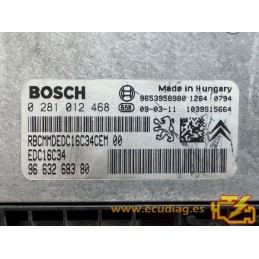 BOSCH
Made in Hungary
0 281 012 468
658
9653958980 1264 0794
09-03-11 1039S15664
RBCMMDEDC16C34CEM 00
EDC16C34
96 632 683 80
www.ecudiag.es